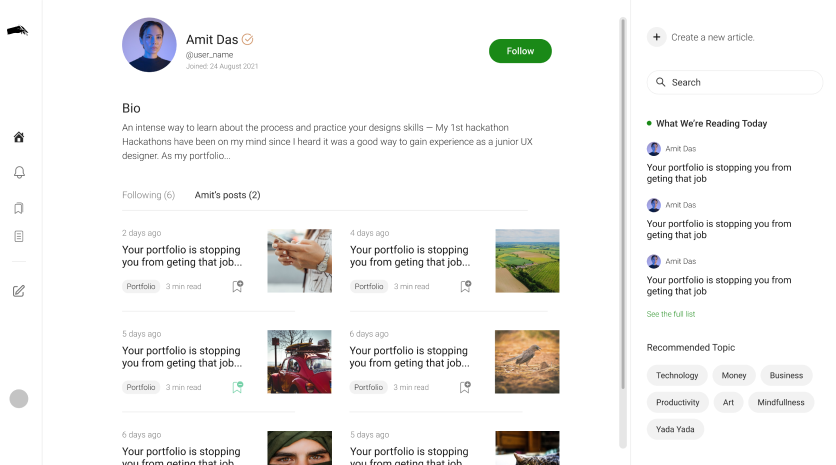 Amit Das
@user_name
Joined: 24 August 2021
Follow
Bio
An intense way to learn about the process and practice your designs skills — My 1st hackathon
Hackathons have been on my mind since I heard it was a good way to gain experience as a junior UX
designer. As my portfolio...
Following (6)
Amit's posts (2)
2 days ago
Your portfolio is stopping
you from geting that job...
Portfolio
3 min read
4 days ago
Your portfolio is stopping
you from geting that job...
Portfolio
3 min read
5 days ago
Your portfolio is stopping
you from geting that job...
Portfolio
3 min read
6 days ago
Your portfolio is stopping
you from geting that job...
Portfolio
3 min read
6 days ago
Your portfolio is stopping
5 days ago
Your portfolio is stopping
Create a new article.
Search
What We're Reading Today
Amit Das
Your portfolio is stopping you from
geting that job
Amit Das
Your portfolio is stopping you from
geting that job
Amit Das
Your portfolio is stopping you from
geting that job
See the full list
Recommended Topic
Technology
Money
Business
Productivity
Art
Mindfullness
Yada Yada